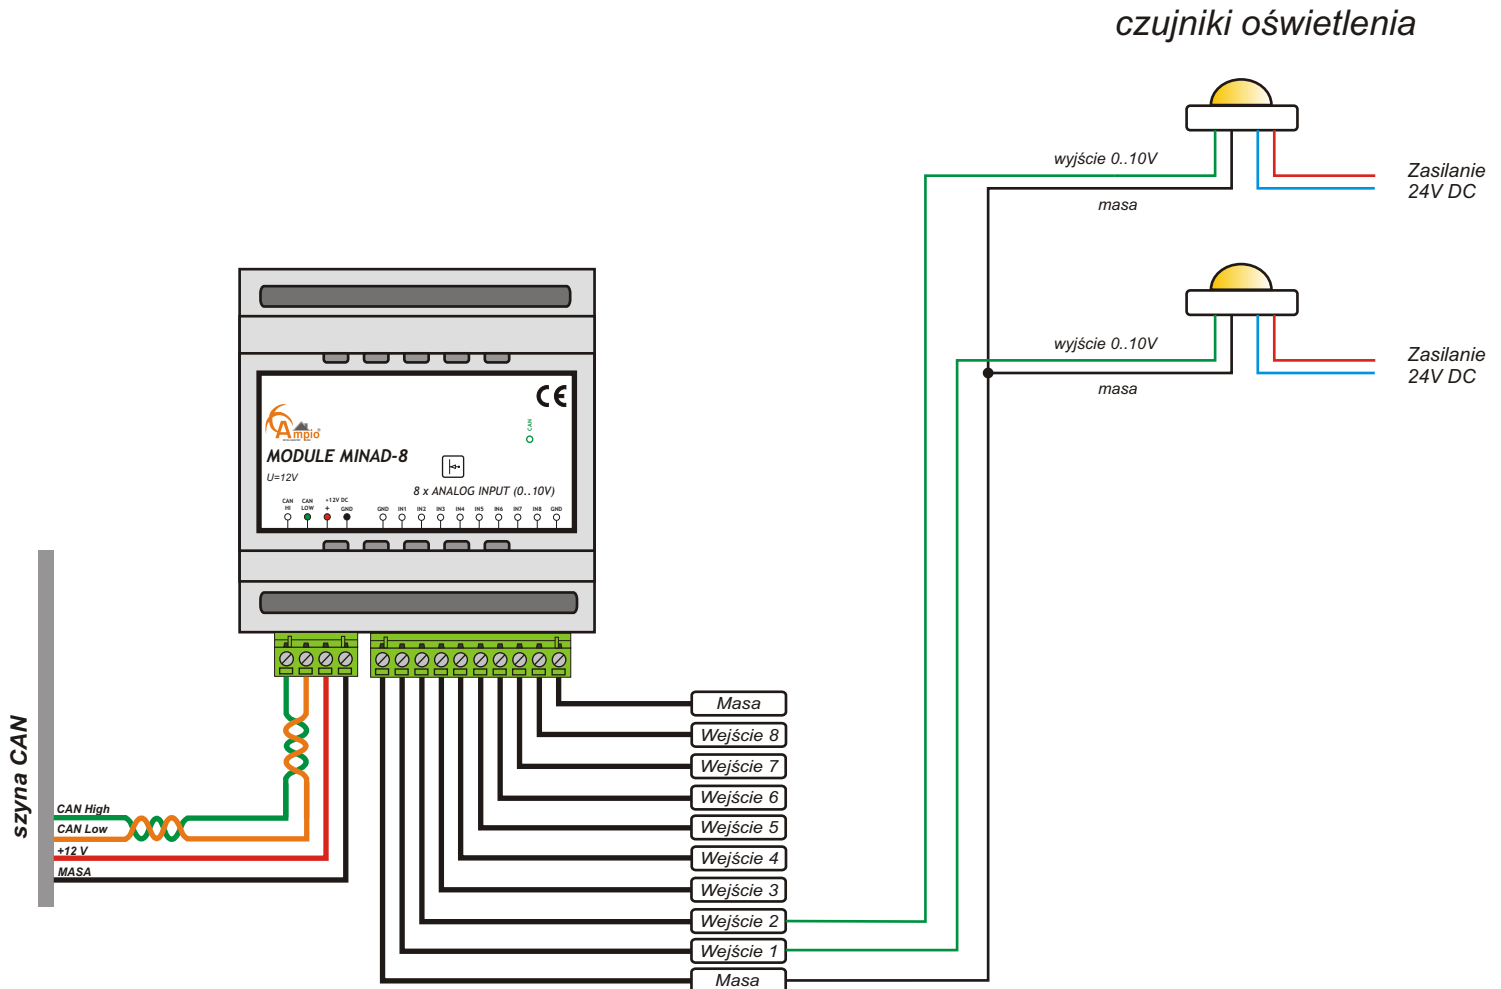 czujniki oświetlenia
wyjście 0..10V
masa
Zasilanie
24V DC
wyjście 0..10V
masa
Zasilanie
24V DC
CE
CAN
Ampio
MODULE MINAD-8
U=12V
8 x ANALOG INPUT (0..10V)
CAN HI
CAN LOW
+12V DC
+
GND
GND IN1 IN2 IN3 IN4 IN5 IN6 IN7 IN8 GND
szyna CAN
CAN High
CAN Low
+12 V
MASA
Masa
Wejście 8
Wejście 7
Wejście 6
Wejście 5
Wejście 4
Wejście 3
Wejście 2
Wejście 1
Masa